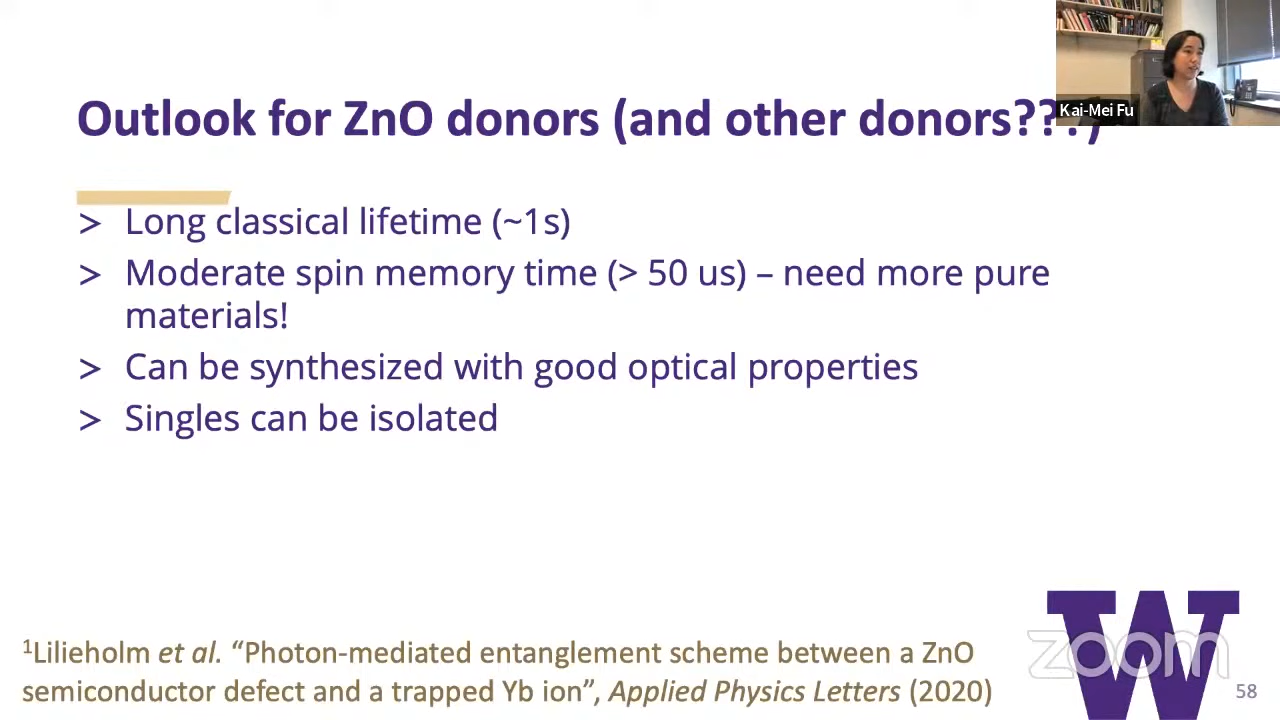 Kai-Mei Fu
Outlook for ZnO donors (and other donors???)
> Long classical lifetime (~1s)
> Moderate spin memory time (> 50 us) – need more pure
materials!
> Can be synthesized with good optical properties
> Singles can be isolated
¹Lilieholm et al. “Photon-mediated entanglement scheme between a ZnO
semiconductor defect and a trapped Yb ion”, Applied Physics Letters (2020)
W
zoom
58